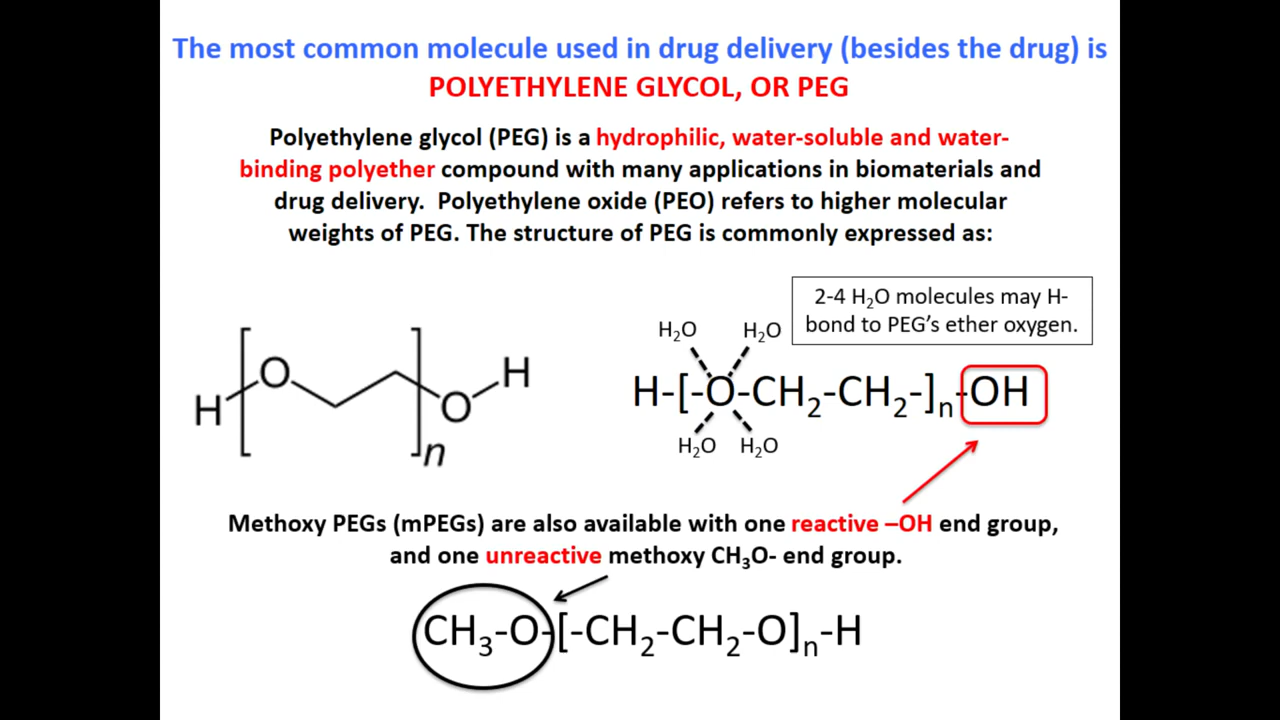 The most common molecule used in drug delivery (besides the drug) is
POLYETHYLENE GLYCOL, OR PEG
Polyethylene glycol (PEG) is a hydrophilic, water-soluble and water-
binding polyether compound with many applications in biomaterials and
drug delivery. Polyethylene oxide (PEO) refers to higher molecular
weights of PEG. The structure of PEG is commonly expressed as:
2-4 H₂O molecules may H-
bond to PEG's ether oxygen.
H [ O ] O H
n
H₂O H₂O
H-[-O-CH₂-CH₂-]ₙ-OH
H₂O H₂O
Methoxy PEGs (mPEGs) are also available with one reactive –OH end group,
and one unreactive methoxy CH₃O- end group.
CH₃-O-[-CH₂-CH₂-O]ₙ-H